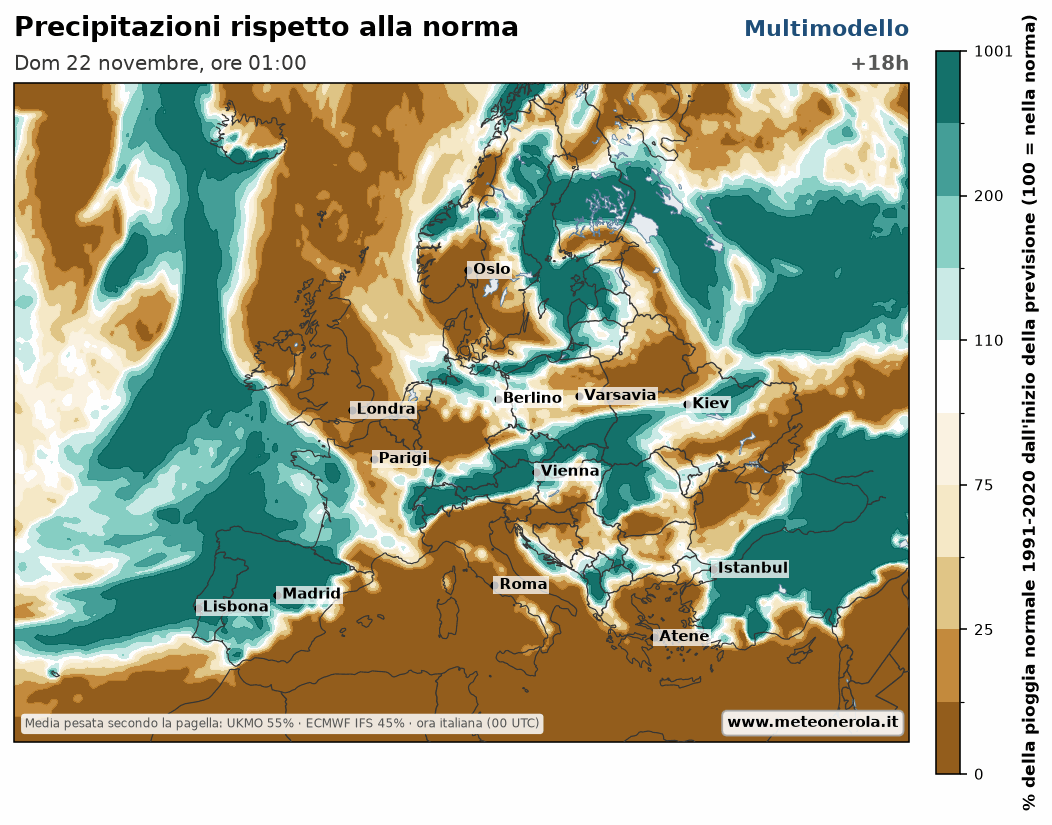 Precipitazioni rispetto alla norma
Multimodello
Dom 22 novembre, ore 01:00
+18h
Oslo
Berlino
Varsavia
Londra
Kiev
Parigi
Vienna
Istanbul
Roma
Madrid
Lisbona
Atene
Media pesata secondo la pagella: UKMO 55% · ECMWF IFS 45% · ora italiana (00 UTC)
www.meteonerola.it
1001
200
110
75
25
0
% della pioggia normale 1991-2020 dall'inizio della previsione (100 = nella norma)